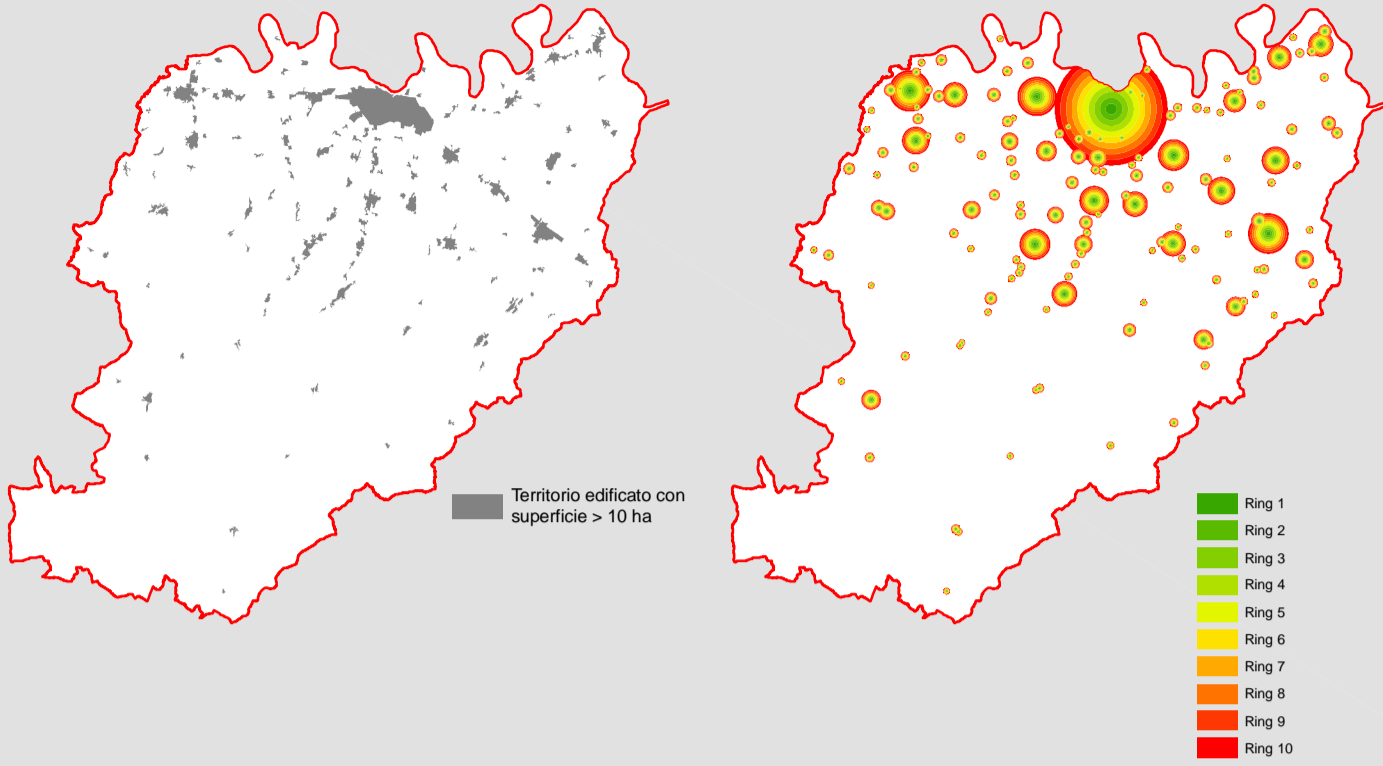 Territorio edificato con
superficie > 10 ha
Ring 1
Ring 2
Ring 3
Ring 4
Ring 5
Ring 6
Ring 7
Ring 8
Ring 9
Ring 10